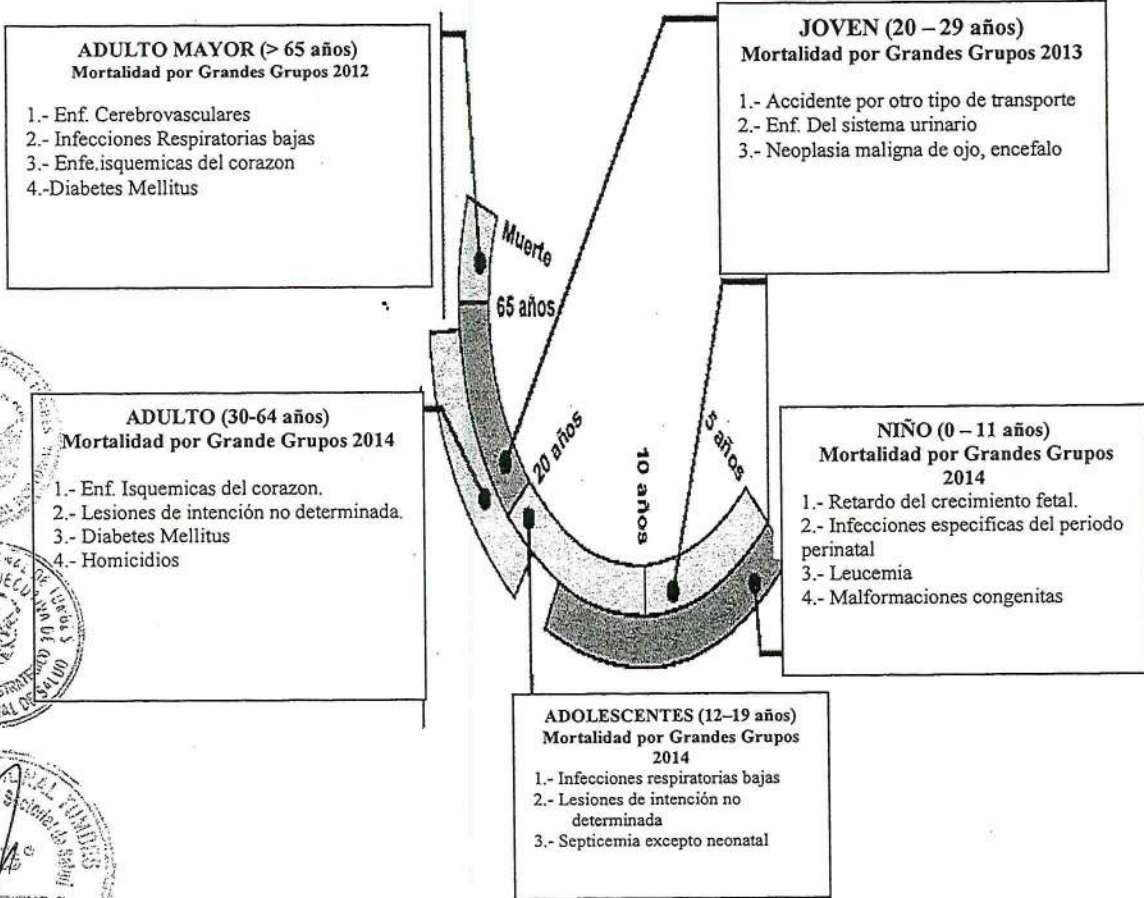 ADULTO MAYOR (> 65 años)
Mortalidad por Grandes Grupos 2012
1.- Enf. Cerebrovasculares
2.- Infecciones Respiratorias bajas
3.- Enfe.isquemicas del corazon
4.-Diabetes Mellitus
JOVEN (20 – 29 años)
Mortalidad por Grandes Grupos 2013
1.- Accidente por otro tipo de transporte
2.- Enf. Del sistema urinario
3.- Neoplasia maligna de ojo, encefalo
Muerte
65 años
20 años
10 años
5 años
ADULTO (30-64 años)
Mortalidad por Grande Grupos 2014
1.- Enf. Isquemicas del corazon.
2.- Lesiones de intención no determinada.
3.- Diabetes Mellitus
4.- Homicidios
NIÑO (0 – 11 años)
Mortalidad por Grandes Grupos
2014
1.- Retardo del crecimiento fetal.
2.- Infecciones especificas del periodo
perinatal
3.- Leucemia
4.- Malformaciones congenitas
ADOLESCENTES (12–19 años)
Mortalidad por Grandes Grupos
2014
1.- Infecciones respiratorias bajas
2.- Lesiones de intención no
determinada
3.- Septicemia excepto neonatal